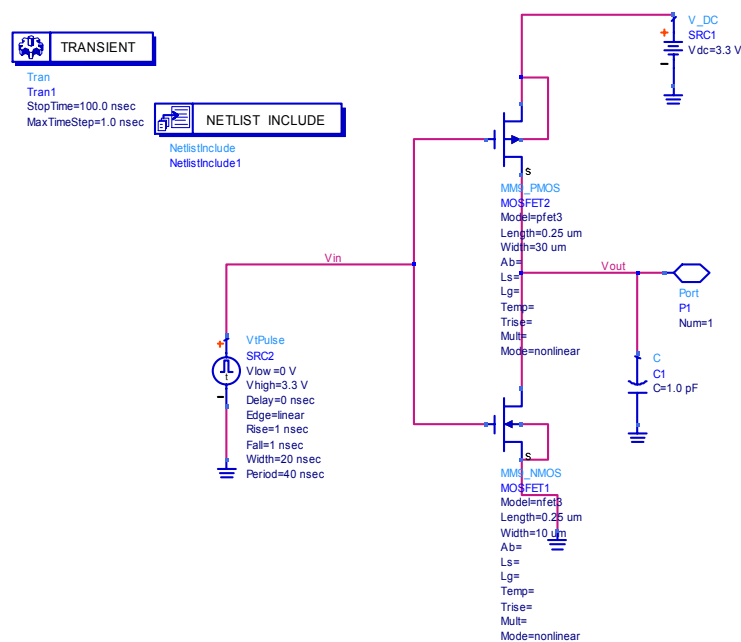 TRANSIENT
Tran
Tran1
StopTime=100.0 nsec
MaxTimeStep=1.0 nsec
NETLIST INCLUDE
NetlistInclude
NetlistInclude1
V_DC
SRC1
Vdc=3.3 V
+
−
S
MM9_PMOS
MOSFET2
Model=pfet3
Length=0.25 um
Width=30 um
Ab=
Ls=
Lg=
Temp=
Trise=
Mult=
Mode=nonlinear
Vin
Vout
Port
P1
Num=1
+
t
−
VtPulse
SRC2
Vlow=0 V
Vhigh=3.3 V
Delay=0 nsec
Edge=linear
Rise=1 nsec
Fall=1 nsec
Width=20 nsec
Period=40 nsec
C
C1
C=1.0 pF
S
MM9_NMOS
MOSFET1
Model=nfet3
Length=0.25 um
Width=10 um
Ab=
Ls=
Lg=
Temp=
Trise=
Mult=
Mode=nonlinear